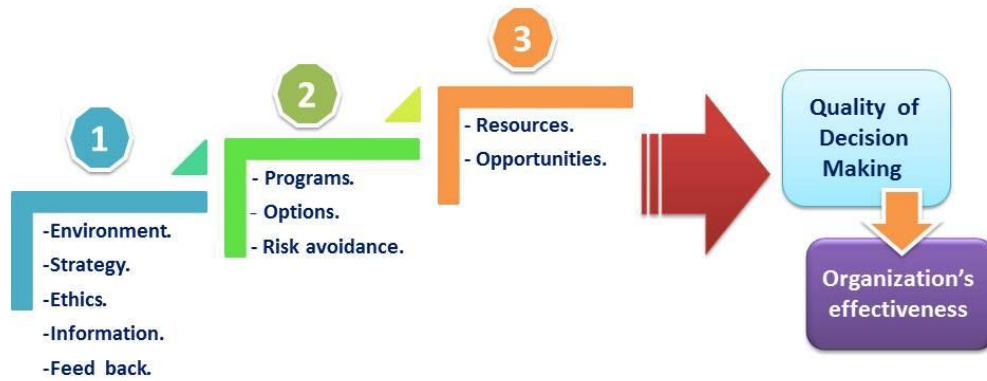 1
-Environment.
-Strategy.
-Ethics.
-Information.
-Feed back.
2
- Programs.
- Options.
- Risk avoidance.
3
- Resources.
- Opportunities.
Quality of
Decision
Making
Organization's
effectiveness